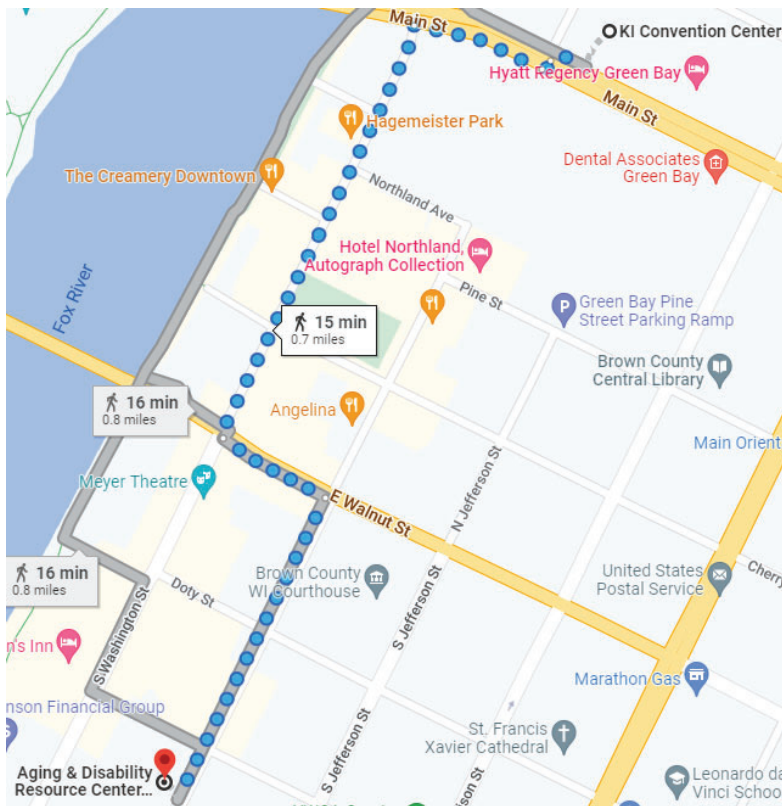 Main St
KI Convention Center
Hyatt Regency Green Bay
Main St
Hagemeister Park
Dental Associates
Green Bay
The Creamery Downtown
Northland Ave
Hotel Northland,
Autograph Collection
Fox River
Pine St
Green Bay Pine
Street Parking Ramp
15 min
0.7 miles
Brown County
Central Library
16 min
0.8 miles
Angelina
Main Orient
Meyer Theatre
E Walnut St
N Jefferson St
Cherry
16 min
0.8 miles
Doty St
Brown County
WI Courthouse
United States
Postal Service
S Washington St
S Jefferson St
n's Inn
Marathon Gas
nson Financial Group
St. Francis
Xavier Cathedral
Aging & Disability
Resource Center...
S Jefferson St
ison St
Leonardo da
Vinci Schoo
P
S